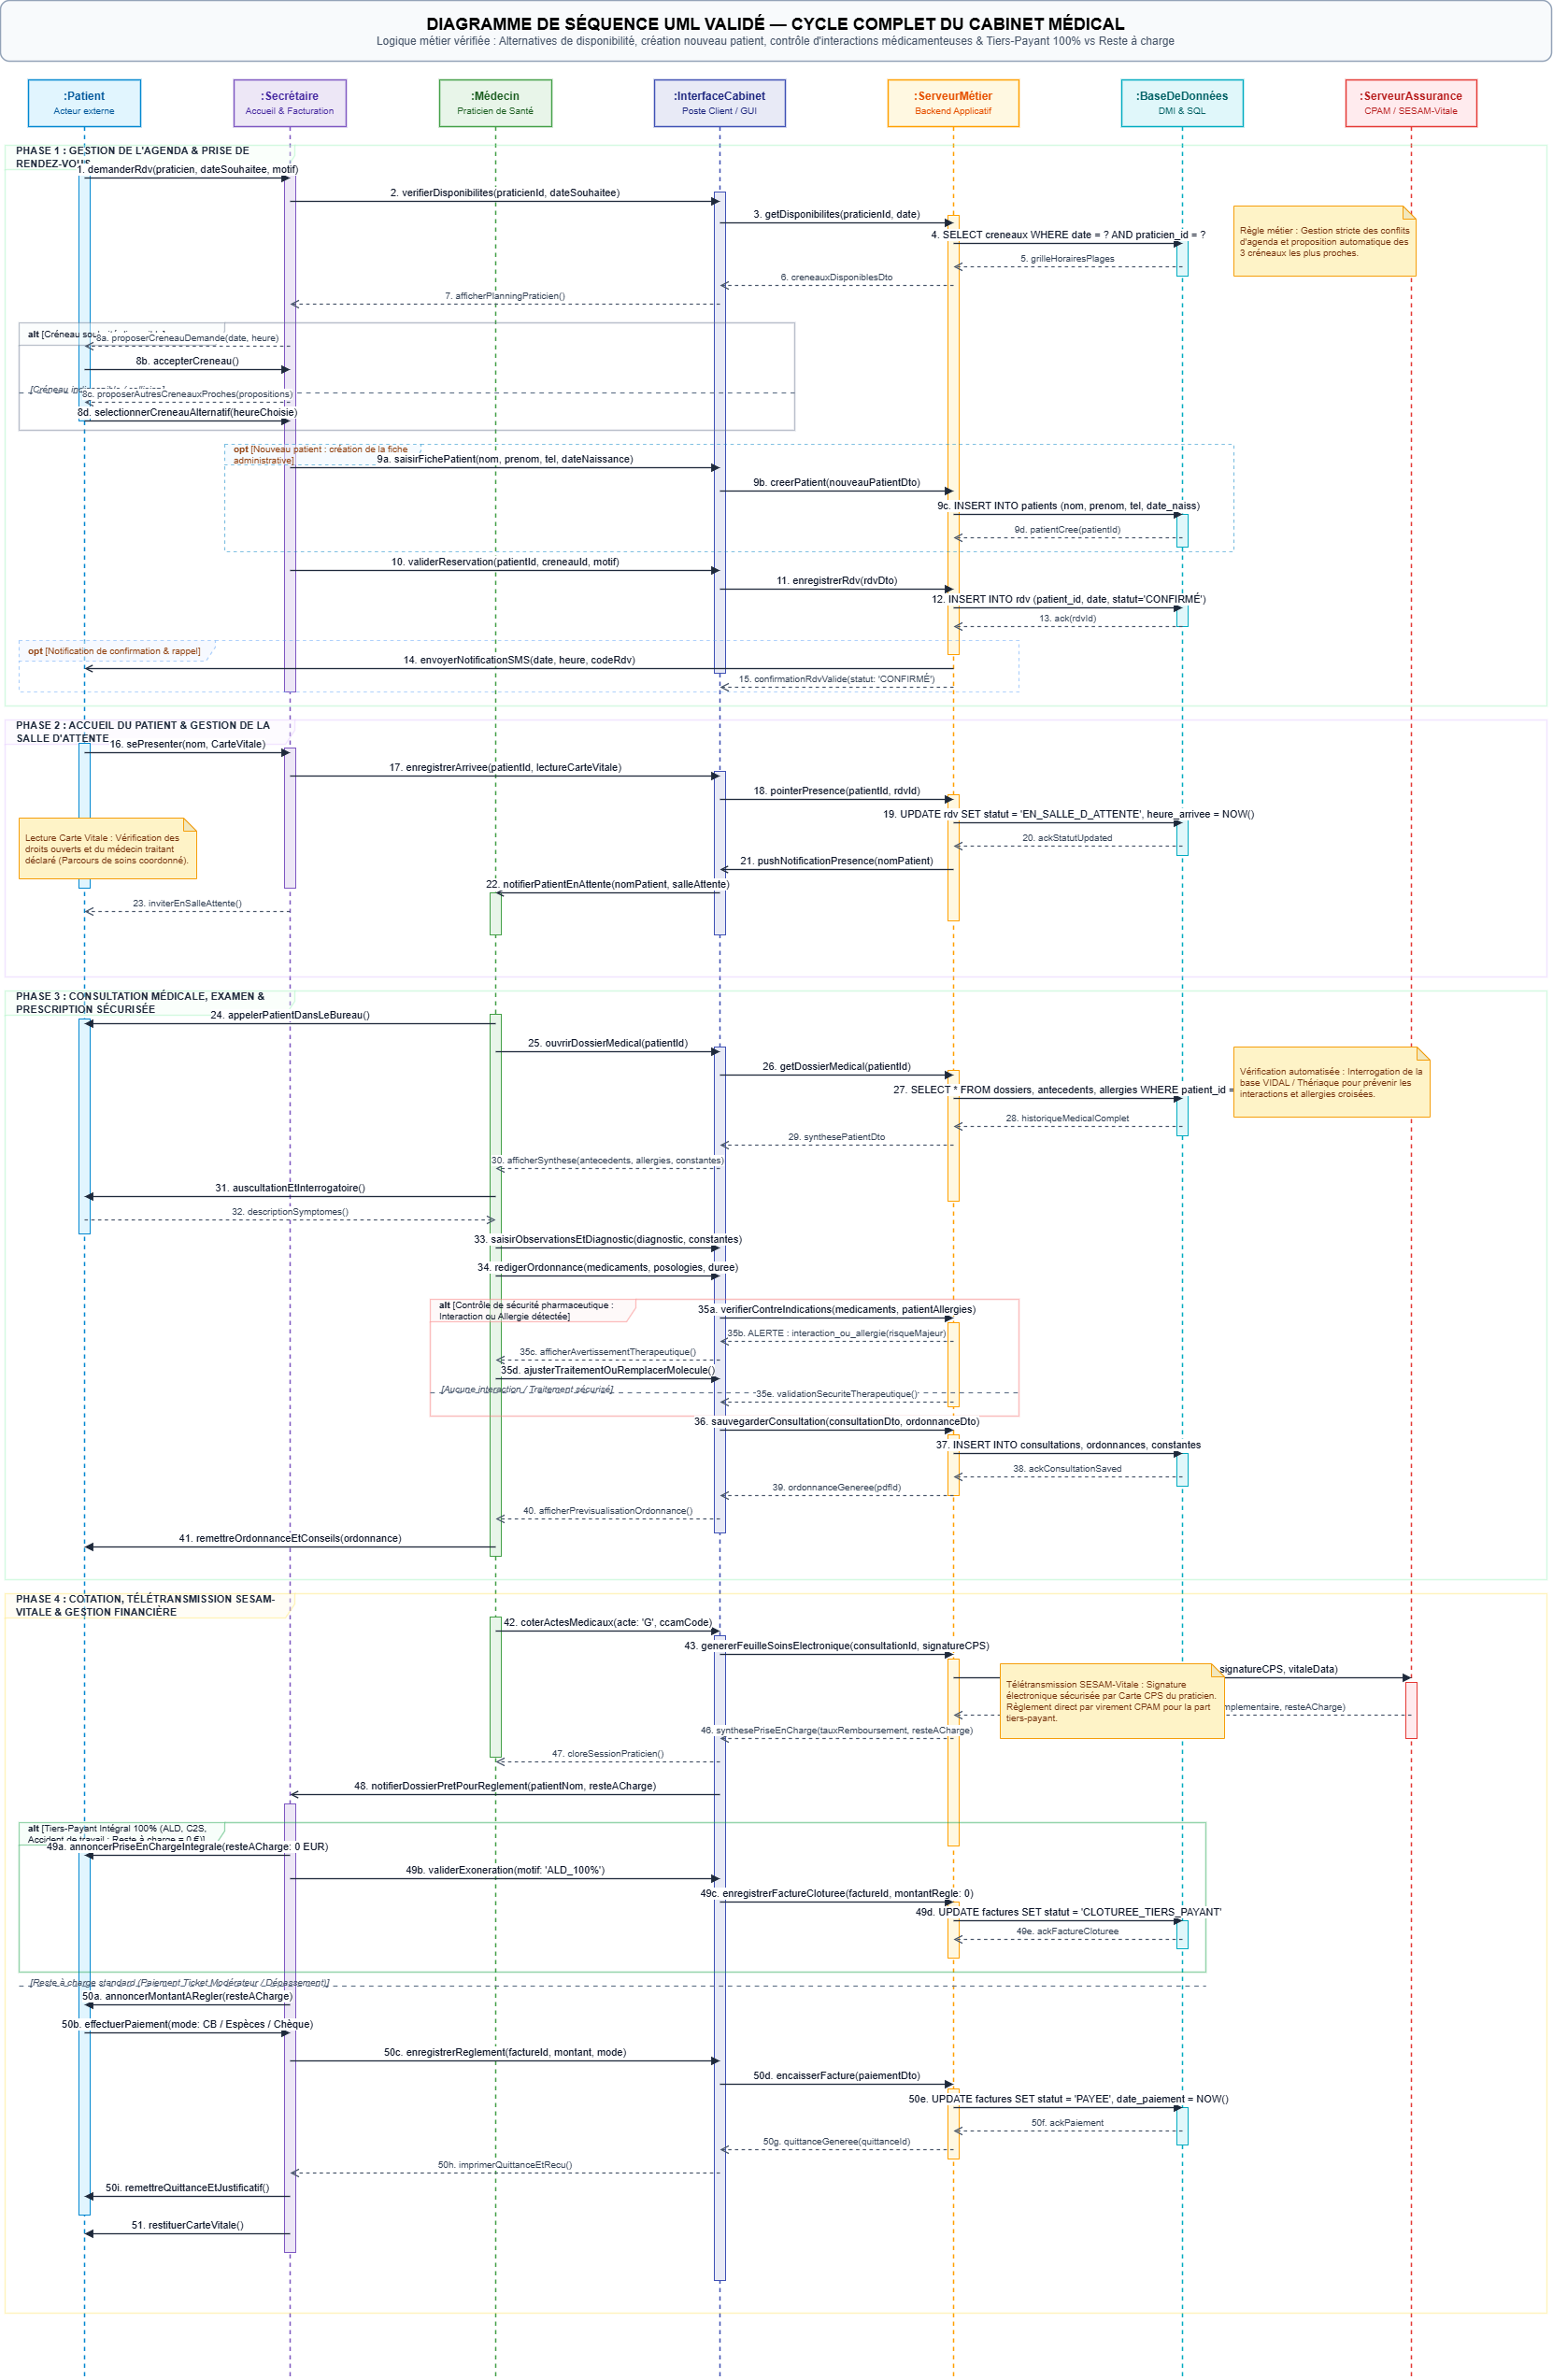 DIAGRAMME DE SÉQUENCE UML VALIDÉ — CYCLE COMPLET DU CABINET MÉDICAL
Logique métier vérifiée : Alternatives de disponibilité, création nouveau patient, contrôle d'interactions médicamenteuses & Tiers-Payant 100% vs Reste à charge
:Patient
Acteur externe
:Secrétaire
Accueil & Facturation
:Médecin
Praticien de Santé
:InterfaceCabinet
Poste Client / GUI
:ServeurMétier
Backend Applicatif
:BaseDeDonnées
DMI & SQL
:ServeurAssurance
CPAM / SESAM-Vitale
PHASE 1 : GESTION DE L'AGENDA & PRISE DE
RENDEZ-VOUS
1. demanderRdv(praticien, dateSouhaitee, motif)
2. verifierDisponibilites(praticienId, dateSouhaitee)
3. getDisponibilites(praticienId, date)
4. SELECT creneaux WHERE date = ? AND praticien_id = ?
Règle métier : Gestion stricte des conflits
d'agenda et proposition automatique des
3 créneaux les plus proches.
5. grilleHorairesPlages
6. creneauxDisponiblesDto
7. afficherPlanningPraticien()
alt [Créneau
8a. proposerCreneauDemande(date, heure)
8b. accepterCreneau()
[Créneau
8c. proposerAutresCreneauxProches(propositions)
8d. selectionnerCreneauAlternatif(heureChoisie)
opt [Nouveau patient : création de la fiche
administrative]
9a. saisirFichePatient(nom, prenom, tel, dateNaissance)
9b. creerPatient(nouveauPatientDto)
9c. INSERT INTO patients (nom, prenom, tel, date_naiss)
9d. patientCree(patientId)
10. validerReservation(patientId, creneauId, motif)
11. enregistrerRdv(rdvDto)
12. INSERT INTO rdv (patient_id, date, statut='CONFIRMÉ')
13. ack(rdvId)
opt [Notification de confirmation & rappel]
14. envoyerNotificationSMS(date, heure, codeRdv)
15. confirmationRdvValide(statut: 'CONFIRMÉ')
PHASE 2 : ACCUEIL DU PATIENT & GESTION DE LA
SALLE D'ATTENTE
16. sePresenter(nom, CarteVitale)
17. enregistrerArrivee(patientId, lectureCarteVitale)
18. pointerPresence(patientId, rdvId)
19. UPDATE rdv SET statut = 'EN_SALLE_D_ATTENTE', heure_arrivee = NOW()
Lecture Carte Vitale : Vérification des
droits ouverts et du médecin traitant
déclaré (Parcours de soins coordonné).
20. ackStatutUpdated
21. pushNotificationPresence(nomPatient)
22. notifierPatientEnAttente(nomPatient, salleAttente)
23. inviterEnSalleAttente()
PHASE 3 : CONSULTATION MÉDICALE, EXAMEN &
PRESCRIPTION SÉCURISÉE
24. appelerPatientDansLeBureau()
25. ouvrirDossierMedical(patientId)
26. getDossierMedical(patientId)
27. SELECT * FROM dossiers, antecedents, allergies WHERE patient_id =
Vérification automatisée : Interrogation de la
base VIDAL / Thériaque pour prévenir les
interactions et allergies croisées.
28. historiqueMedicalComplet
29. synthesePatientDto
30. afficherSynthese(antecedents, allergies, constantes)
31. auscultationEtInterrogatoire()
32. descriptionSymptomes()
33. saisirObservationsEtDiagnostic(diagnostic, constantes)
34. redigerOrdonnance(medicaments, posologies, duree)
alt [Contrôle de sécurité pharmaceutique :
Interaction ou Allergie détectée]
35a. verifierContreIndications(medicaments, patientAllergies)
35b. ALERTE : interaction_ou_allergie(risqueMajeur)
35c. afficherAvertissementTherapeutique()
35d. ajusterTraitementOuRemplacerMolecule()
[Aucune interaction / Traitement sécurisé]
35e. validationSecuriteTherapeutique()
36. sauvegarderConsultation(consultationDto, ordonnanceDto)
37. INSERT INTO consultations, ordonnances, constantes
38. ackConsultationSaved
39. ordonnanceGeneree(pdfId)
40. afficherPrevisualisationOrdonnance()
41. remettreOrdonnanceEtConseils(ordonnance)
PHASE 4 : COTATION, TÉLÉTRANSMISSION SESAM-
VITALE & GESTION FINANCIÈRE
42. coterActesMedicaux(acte: 'G', ccamCode)
43. genererFeuilleSoinsElectronique(consultationId, signatureCPS)
signatureCPS, vitaleData)
Télétransmission SESAM-Vitale : Signature
électronique sécurisée par Carte CPS du praticien.
Règlement direct par virement CPAM pour la part
tiers-payant.
mplementaire, resteACharge)
46. synthesePriseEnCharge(tauxRemboursement, resteACharge)
47. cloreSessionPraticien()
48. notifierDossierPretPourReglement(patientNom, resteACharge)
alt [Tiers-Payant Intégral 100% (ALD, C2S,
Accident de travail : Reste à charge = 0 €)]
49a. annoncerPriseEnChargeIntegrale(resteACharge: 0 EUR)
49b. validerExoneration(motif: 'ALD_100%')
49c. enregistrerFactureCloturee(factureId, montantRegle: 0)
49d. UPDATE factures SET statut = 'CLOTUREE_TIERS_PAYANT'
49e. ackFactureCloturee
[Reste à charge standard (Paiement Ticket Modérateur / Dépassement)]
50a. annoncerMontantARegler(resteACharge)
50b. effectuerPaiement(mode: CB / Espèces / Chèque)
50c. enregistrerReglement(factureId, montant, mode)
50d. encaisserFacture(paiementDto)
50e. UPDATE factures SET statut = 'PAYEE', date_paiement = NOW()
50f. ackPaiement
50g. quittanceGeneree(quittanceId)
50h. imprimerQuittanceEtRecu()
50i. remettreQuittanceEtJustificatif()
51. restituerCarteVitale()